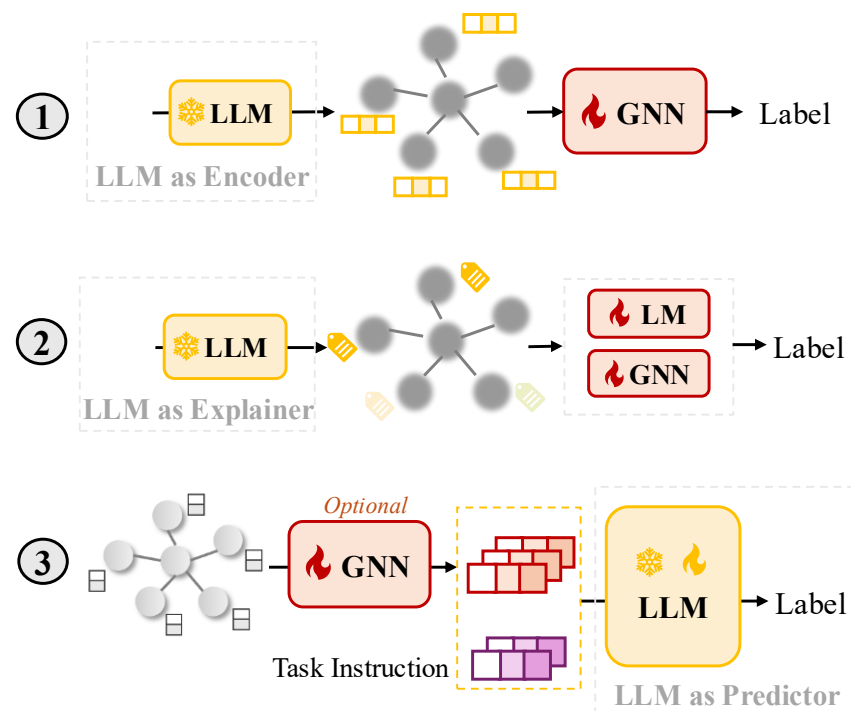 1
LLM
GNN
Label
LLM as Encoder
2
LLM
LM
GNN
Label
LLM as Explainer
3
Optional
GNN
LLM
Label
Task Instruction
LLM as Predictor